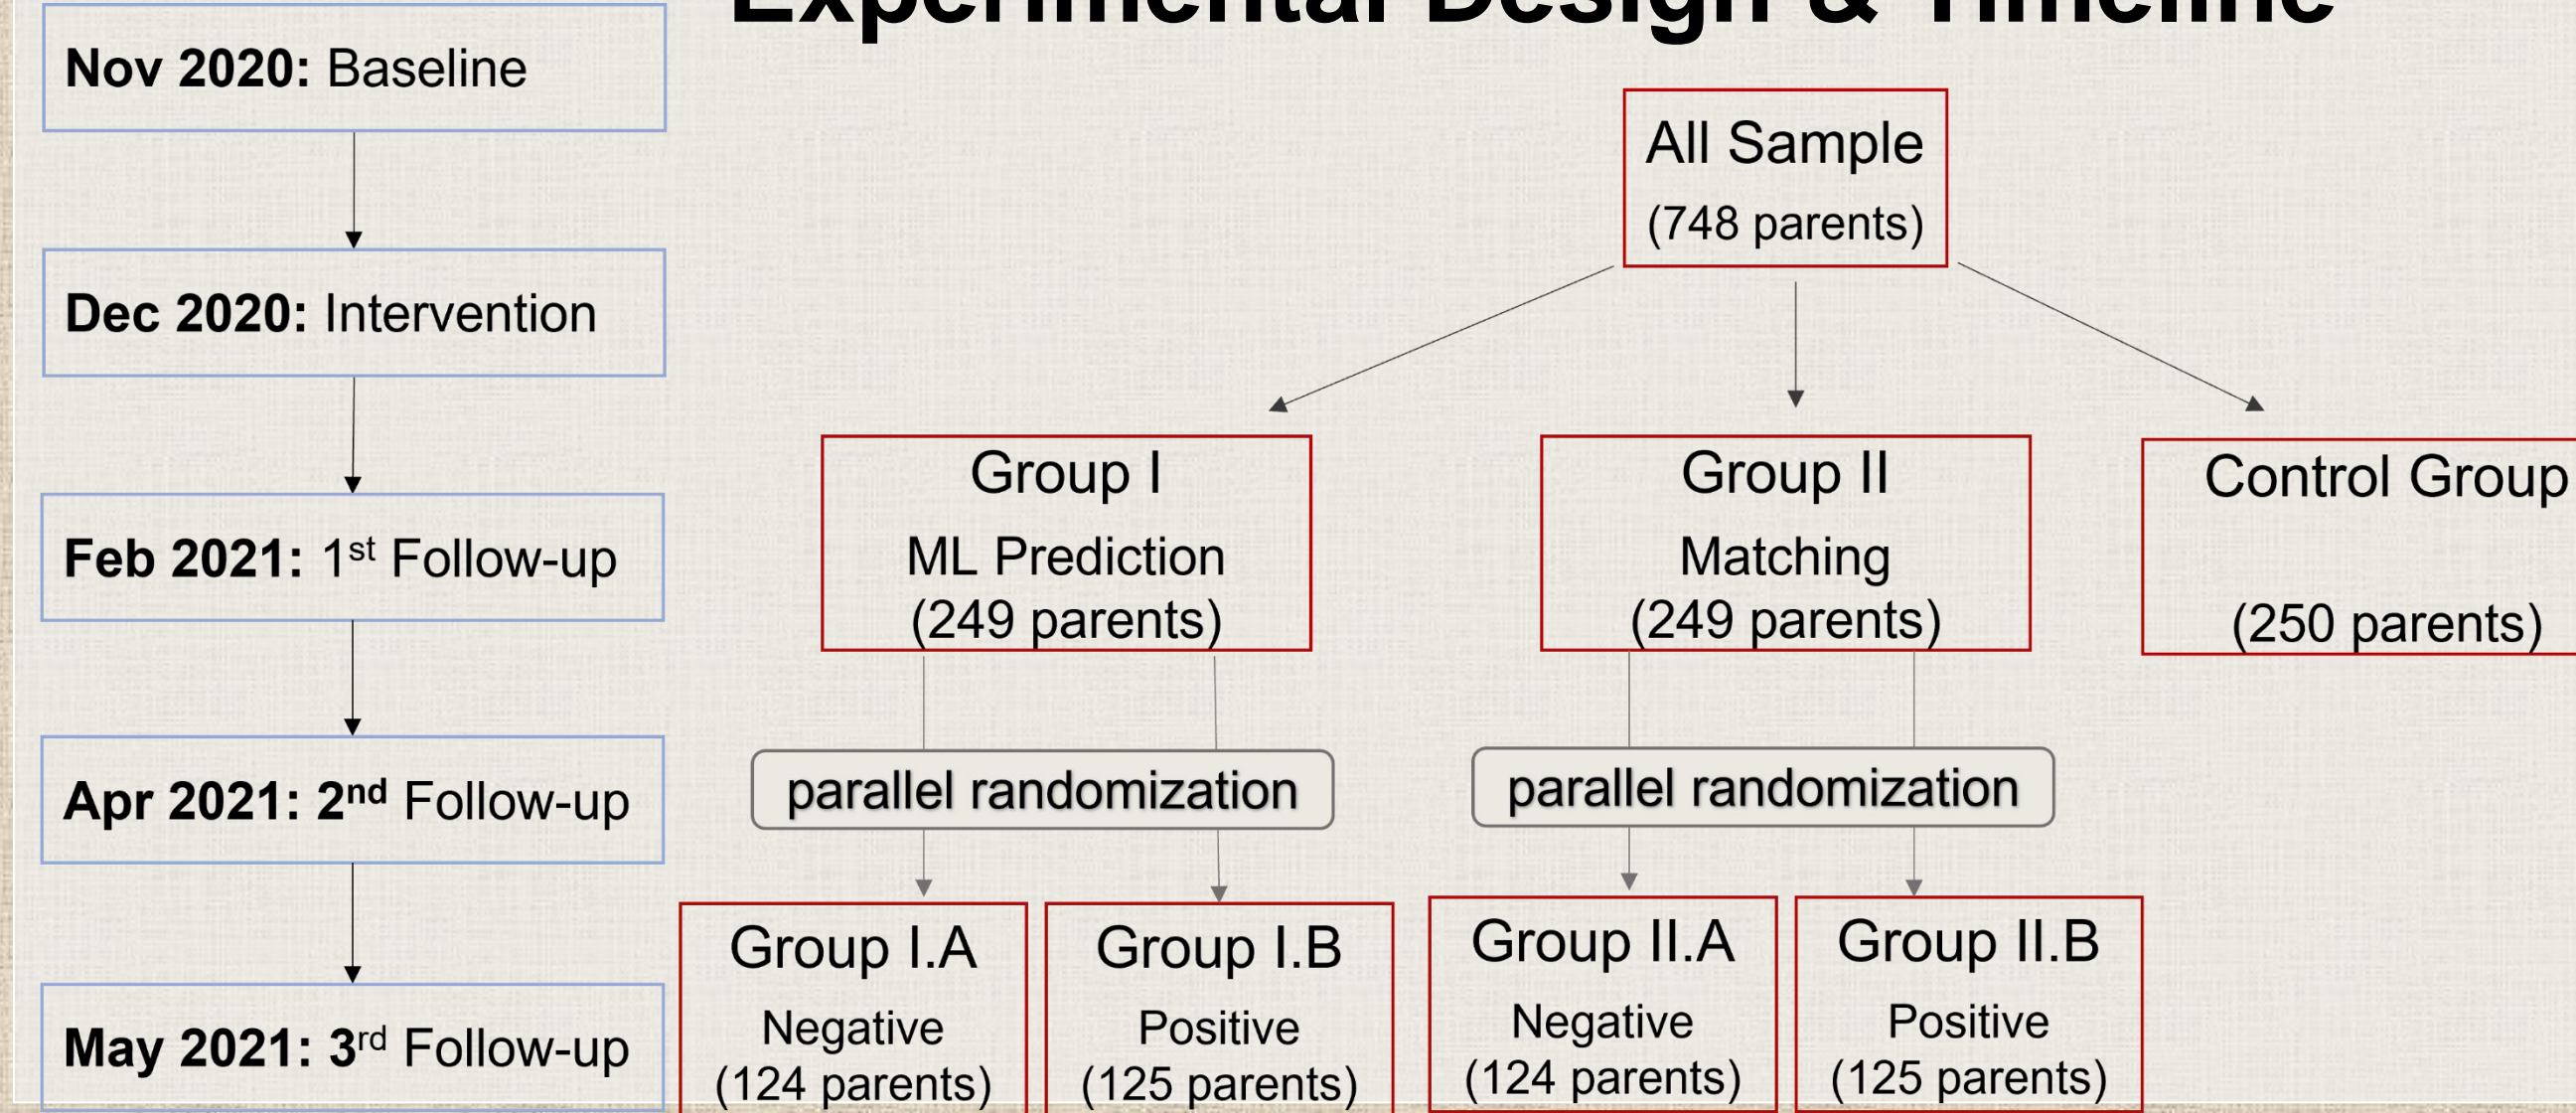 Experimental Design & Timeline
Nov 2020: Baseline
Dec 2020: Intervention
Feb 2021: 1st Follow-up
Apr 2021: 2nd Follow-up
May 2021: 3rd Follow-up
All Sample
(748 parents)
Group I
ML Prediction
(249 parents)
Group II
Matching
(249 parents)
Control Group
(250 parents)
parallel randomization
parallel randomization
Group I.A
Negative
(124 parents)
Group I.B
Positive
(125 parents)
Group II.A
Negative
(124 parents)
Group II.B
Positive
(125 parents)